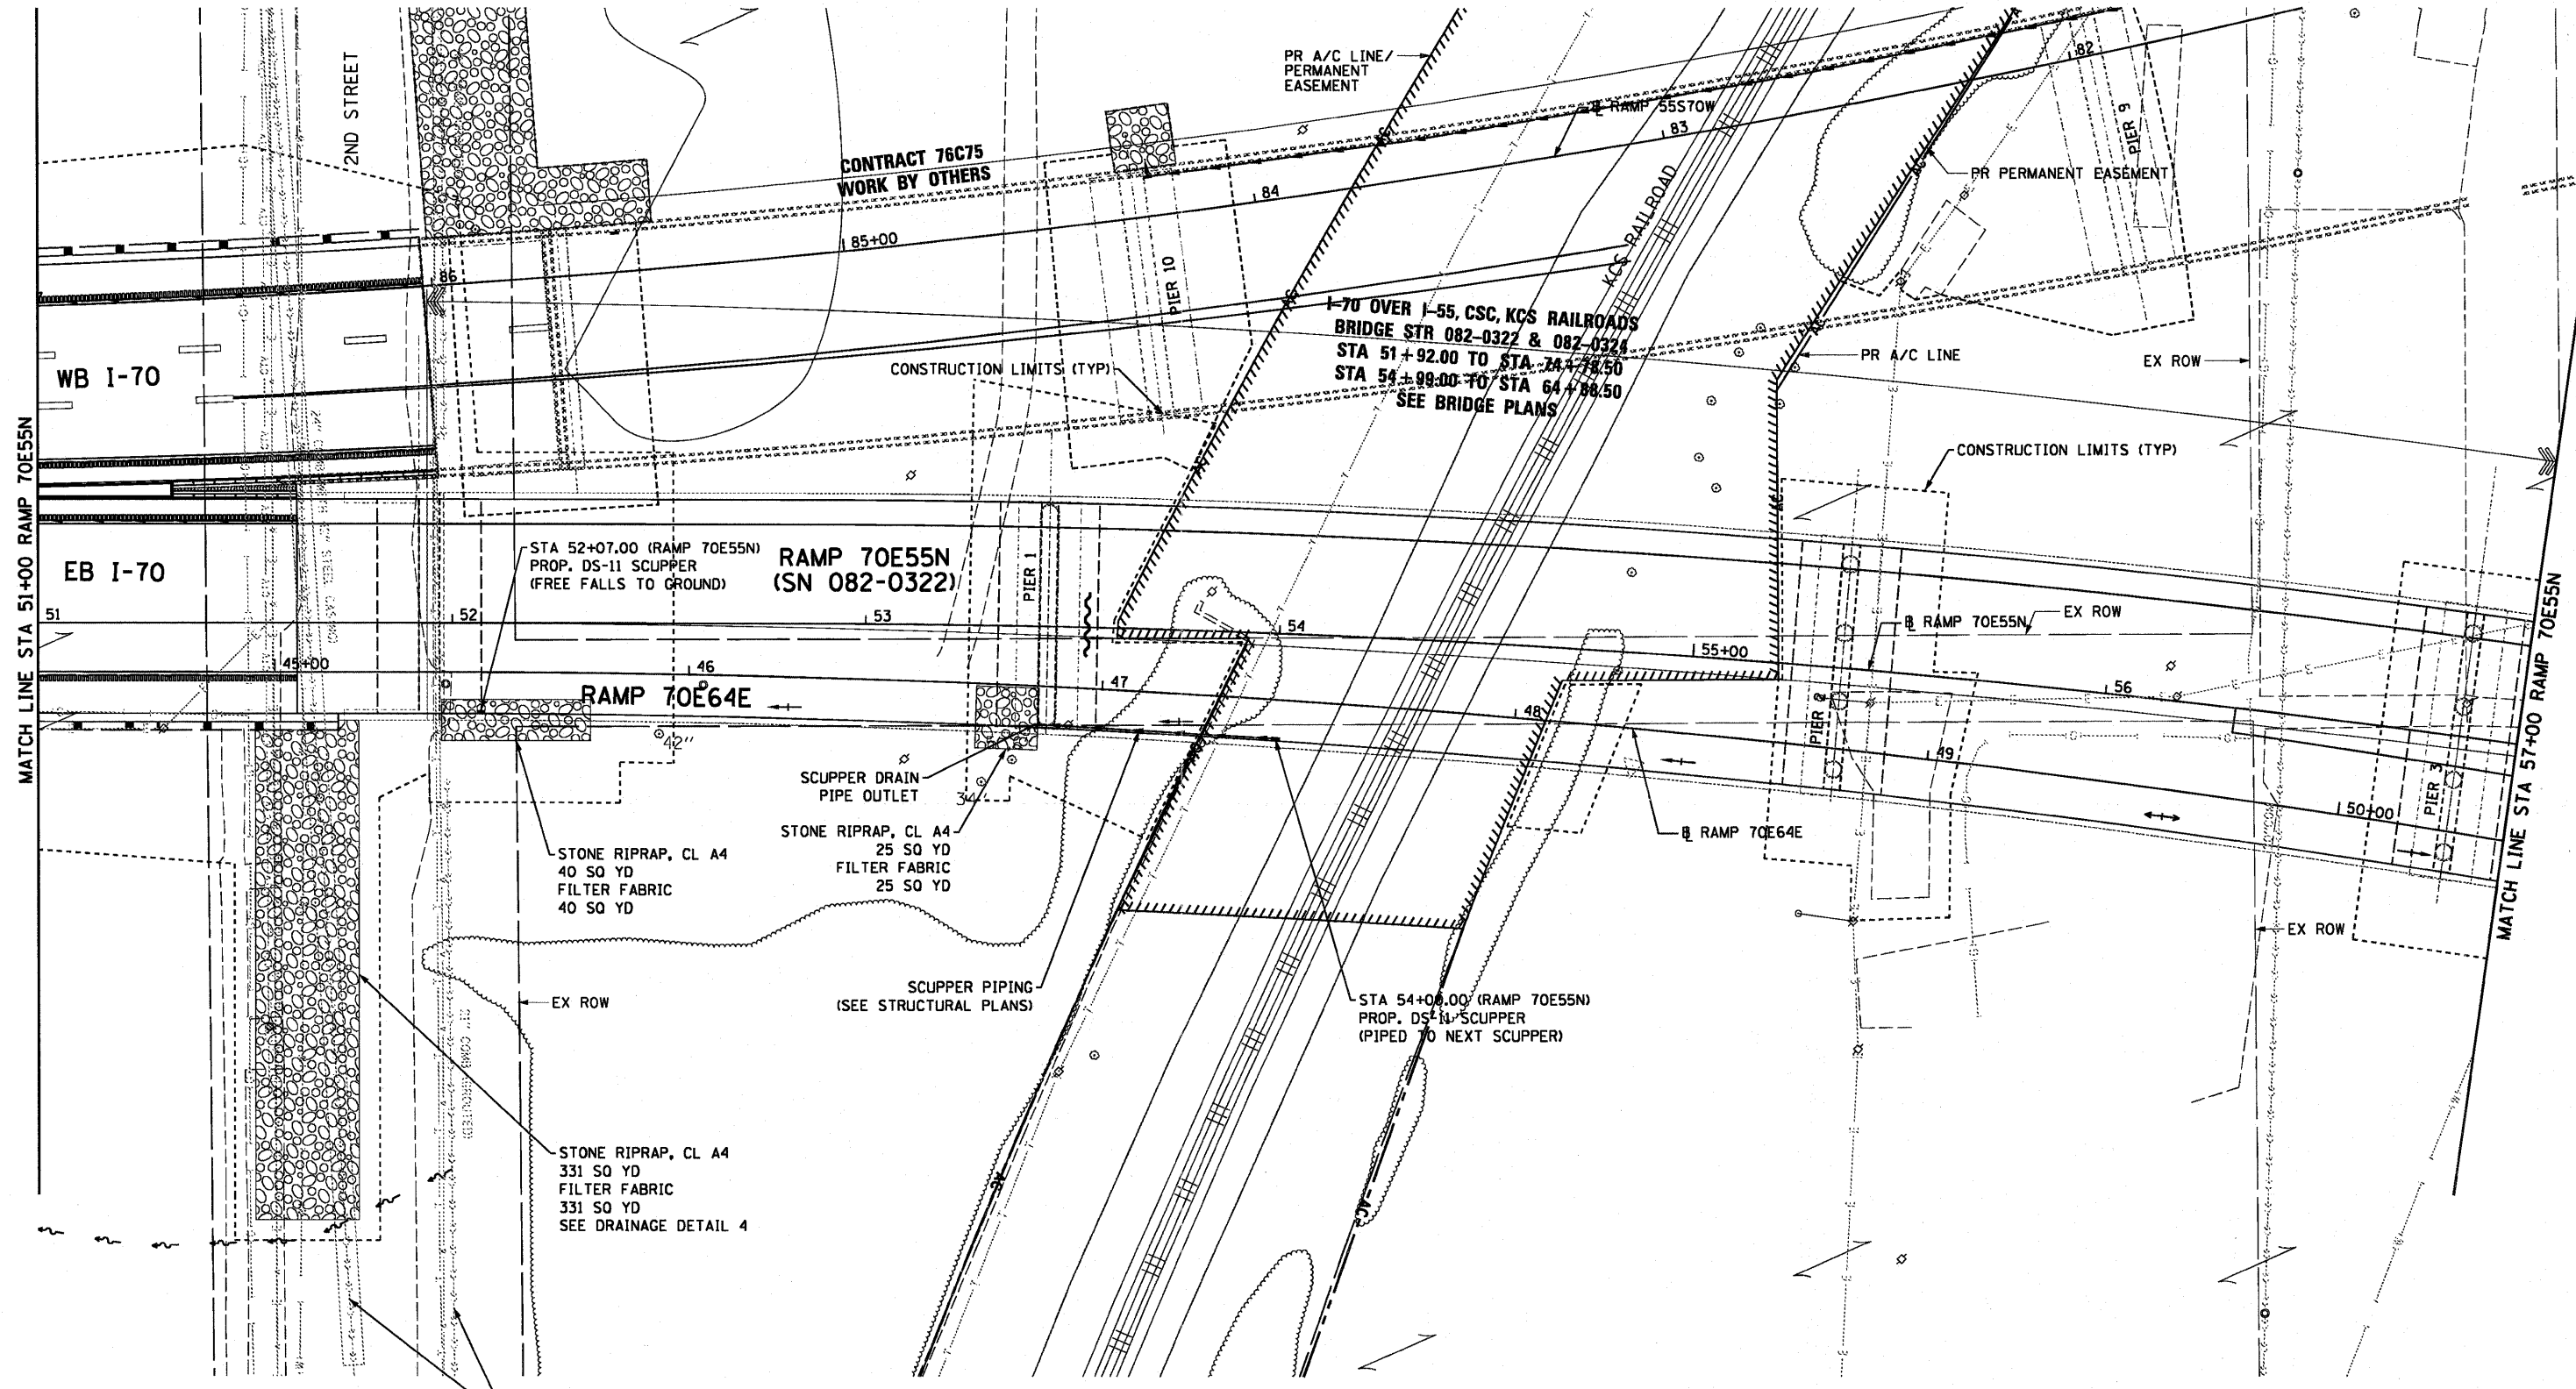 PR A/C LINE/
PERMANENT
EASEMENT
2ND STREET
CONTRACT 76C75
WORK BY OTHERS
℄ RAMP 55S70W
82
83
84
85+00
86
PIER 9
PR PERMANENT EASEMENT
PIER 10
KCS RAILROAD
I-70 OVER I-55, CSC, KCS RAILROADS
BRIDGE STR 082-0322 & 082-0324
STA 51+92.00 TO STA 74+78.50
STA 54+99.00 TO STA 64+88.50
SEE BRIDGE PLANS
CONSTRUCTION LIMITS (TYP)
PR A/C LINE
EX ROW
WB I-70
CONSTRUCTION LIMITS (TYP)
MATCH LINE STA 51+00 RAMP 70E55N
EB I-70
STA 52+07.00 (RAMP 70E55N)
PROP. DS-11 SCUPPER
(FREE FALLS TO GROUND)
RAMP 70E55N
(SN 082-0322)
PIER 1
51
52
53
54
55+00
56
℄ RAMP 70E55N
EX ROW
45+00
46
47
48
49
50+00
RAMP 70E64E
42"
34"
PIER 2
PIER 3
MATCH LINE STA 57+00 RAMP 70E55N
SCUPPER DRAIN
PIPE OUTLET
STONE RIPRAP, CL A4
25 SQ YD
FILTER FABRIC
25 SQ YD
℄ RAMP 70E64E
STONE RIPRAP, CL A4
40 SQ YD
FILTER FABRIC
40 SQ YD
EX ROW
EX ROW
SCUPPER PIPING
(SEE STRUCTURAL PLANS)
STA 54+00.00 (RAMP 70E55N)
PROP. DS-11 SCUPPER
(PIPED TO NEXT SCUPPER)
AC
AC
STONE RIPRAP, CL A4
331 SQ YD
FILTER FABRIC
331 SQ YD
SEE DRAINAGE DETAIL 4